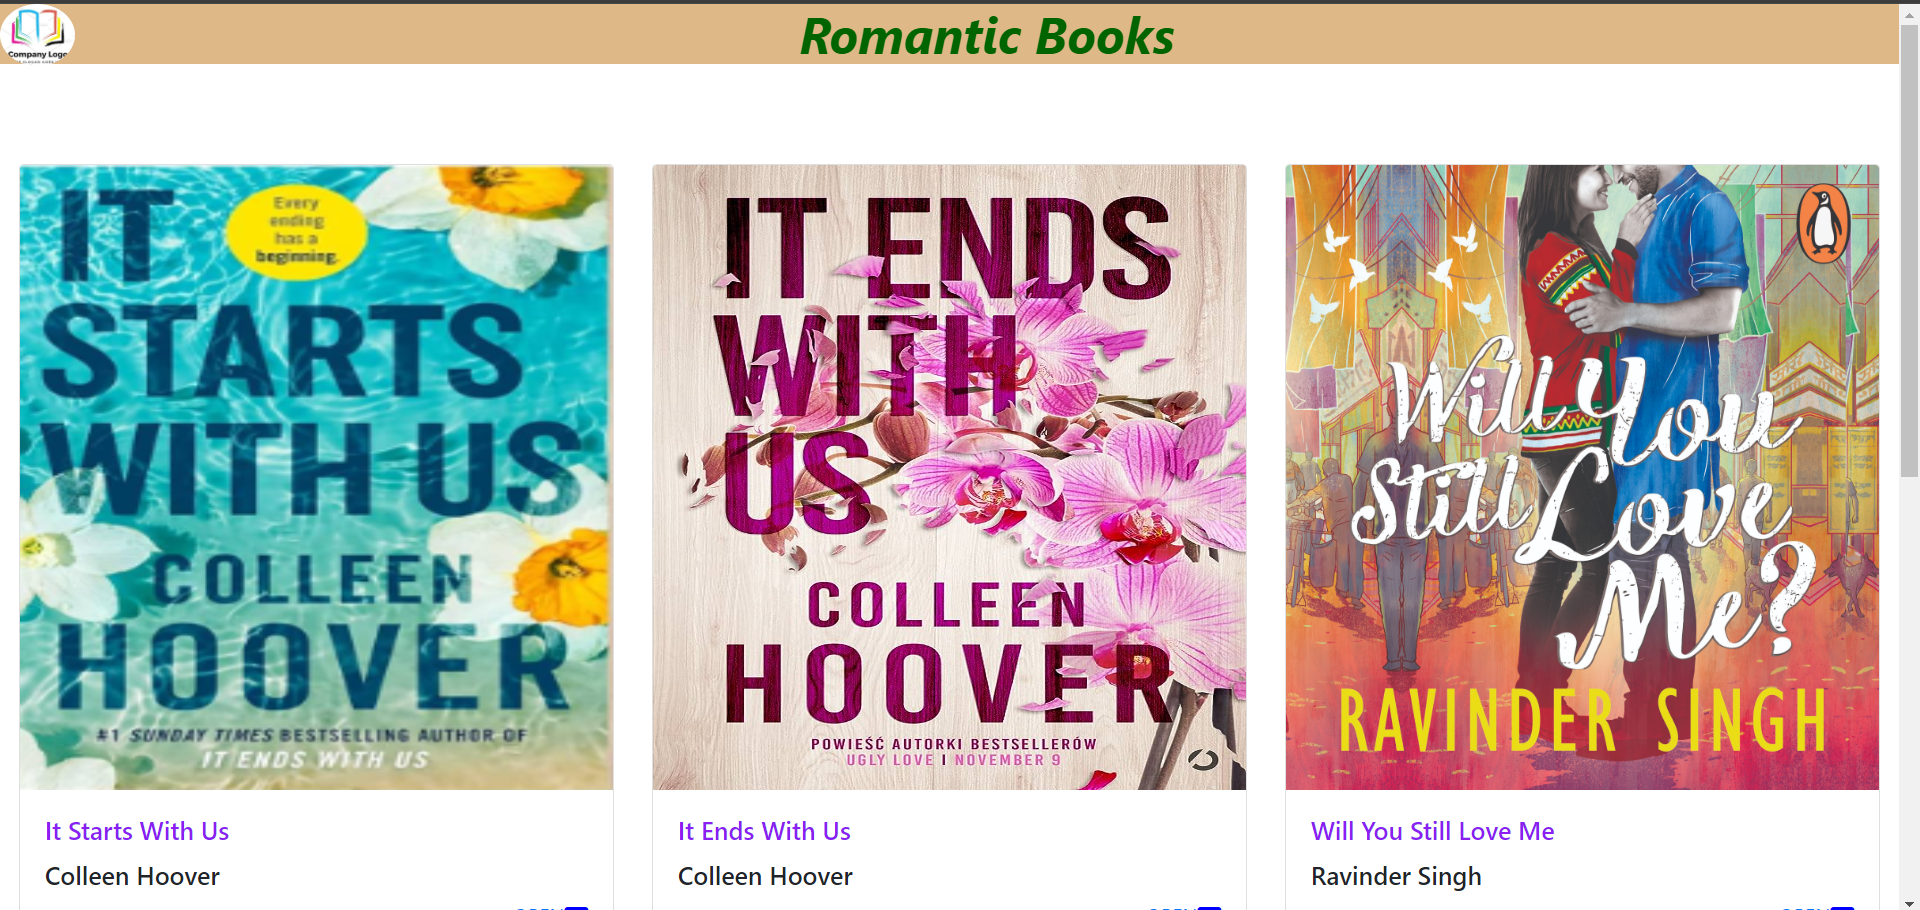 Company Logo
Romantic Books
Every
ending
has a
beginning.
IT
STARTS
WITH US
COLLEEN
HOOVER
#1 SUNDAY TIMES BESTSELLING AUTHOR OF
IT ENDS WITH US
It Starts With Us
Colleen Hoover
IT ENDS
WITH
US
COLLEEN
HOOVER
POWIEŚĆ AUTORKI BESTSELLERÓW
UGLY LOVE I NOVEMBER 9
It Ends With Us
Colleen Hoover
Will You
Still Love
Me?
RAVINDER SINGH
Will You Still Love Me
Ravinder Singh